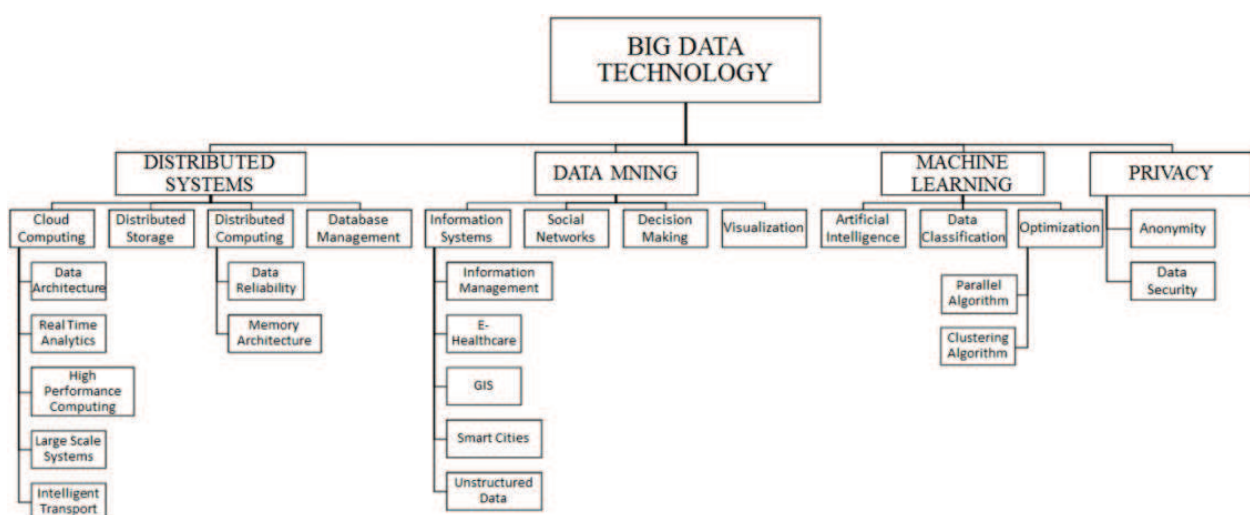 BIG DATA
TECHNOLOGY
DISTRIBUTED
SYSTEMS
DATA MNING
MACHINE
LEARNING
PRIVACY
Cloud
Computing
Distributed
Storage
Distributed
Computing
Database
Management
Information
Systems
Social
Networks
Decision
Making
Visualization
Artificial
Intelligence
Data
Classification
Optimization
Anonymity
Data
Architecture
Data
Reliability
Information
Management
Parallel
Algorithm
Data
Security
Real Time
Analytics
Memory
Architecture
E-
Healthcare
Clustering
Algorithm
High
Performance
Computing
GIS
Large Scale
Systems
Smart Cities
Intelligent
Transport
Unstructured
Data